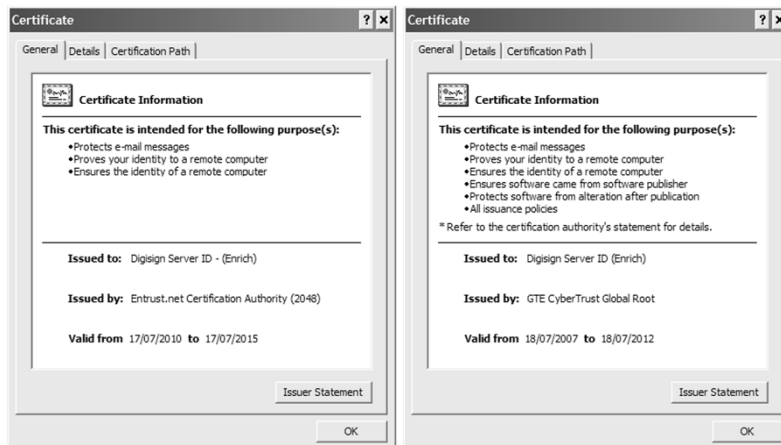 Certificate
General Details Certification Path
Certificate Information
This certificate is intended for the following purpose(s):
•Protects e-mail messages
•Proves your identity to a remote computer
•Ensures the identity of a remote computer
Issued to: Digisign Server ID - (Enrich)
Issued by: Entrust.net Certification Authority (2048)
Valid from 17/07/2010 to 17/07/2015
Issuer Statement
OK
Certificate
General Details Certification Path
Certificate Information
This certificate is intended for the following purpose(s):
•Protects e-mail messages
•Proves your identity to a remote computer
•Ensures the identity of a remote computer
•Ensures software came from software publisher
•Protects software from alteration after publication
•All issuance policies
* Refer to the certification authority's statement for details.
Issued to: Digisign Server ID (Enrich)
Issued by: GTE CyberTrust Global Root
Valid from 18/07/2007 to 18/07/2012
Issuer Statement
OK